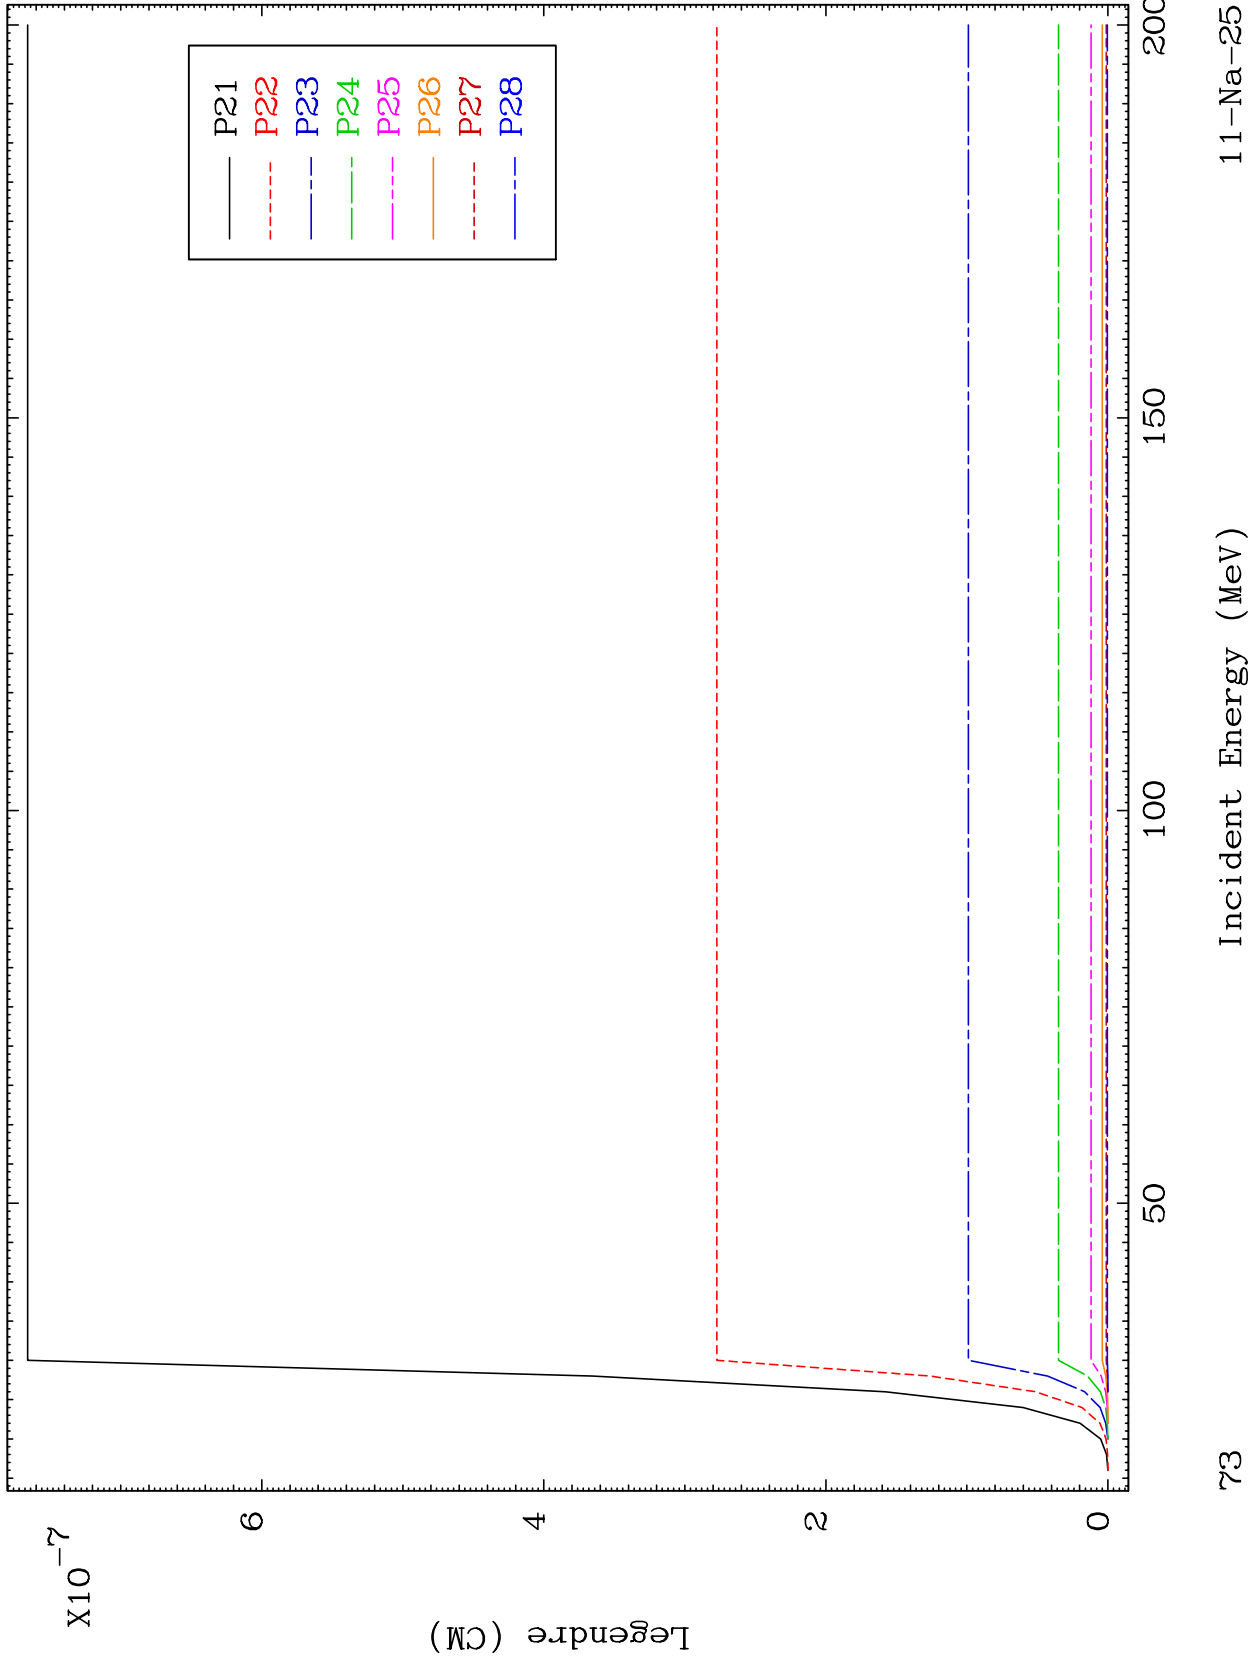 X10-7
6
4
2
0
Legendre (CM)
P21
P22
P23
P24
P25
P26
P27
P28
50
100
150
200
Incident Energy (MeV)
73
11-Na-25